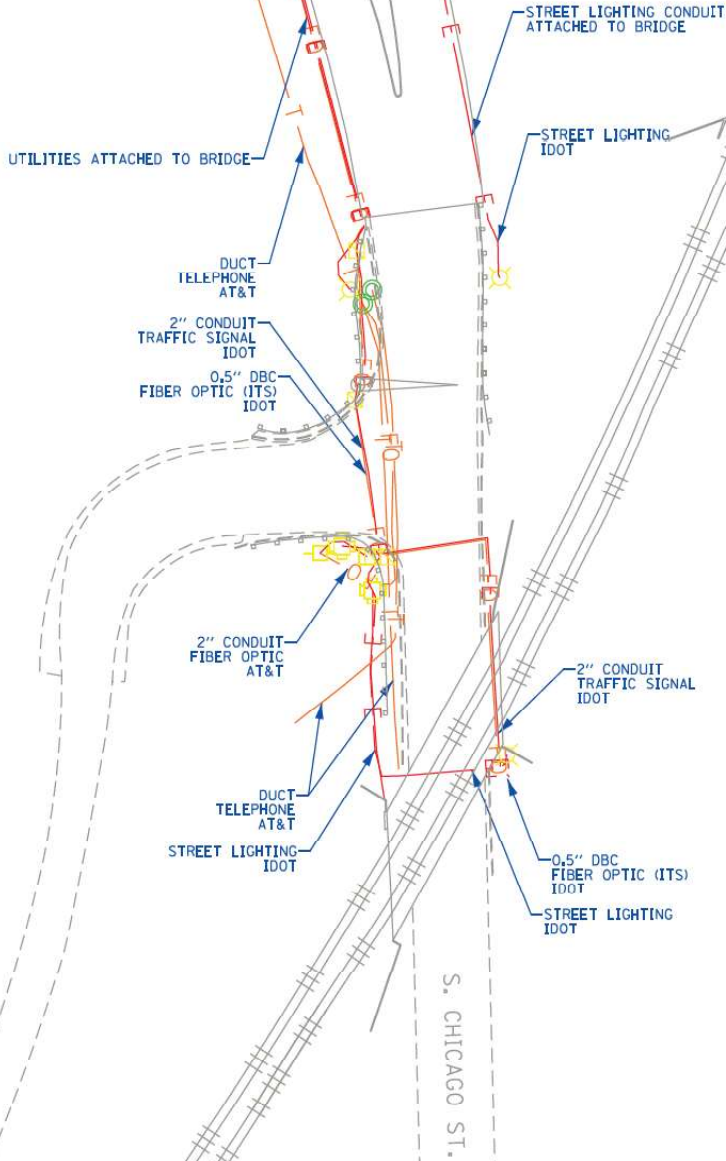 STREET LIGHTING CONDUIT
ATTACHED TO BRIDGE
STREET LIGHTING
IDOT
UTILITIES ATTACHED TO BRIDGE
DUCT
TELEPHONE
AT&T
2" CONDUIT
TRAFFIC SIGNAL
IDOT
0.5" DBC
FIBER OPTIC (ITS)
IDOT
2" CONDUIT
FIBER OPTIC
AT&T
2" CONDUIT
TRAFFIC SIGNAL
IDOT
DUCT
TELEPHONE
AT&T
STREET LIGHTING
IDOT
0.5" DBC
FIBER OPTIC (ITS)
IDOT
STREET LIGHTING
IDOT
S. CHICAGO ST.